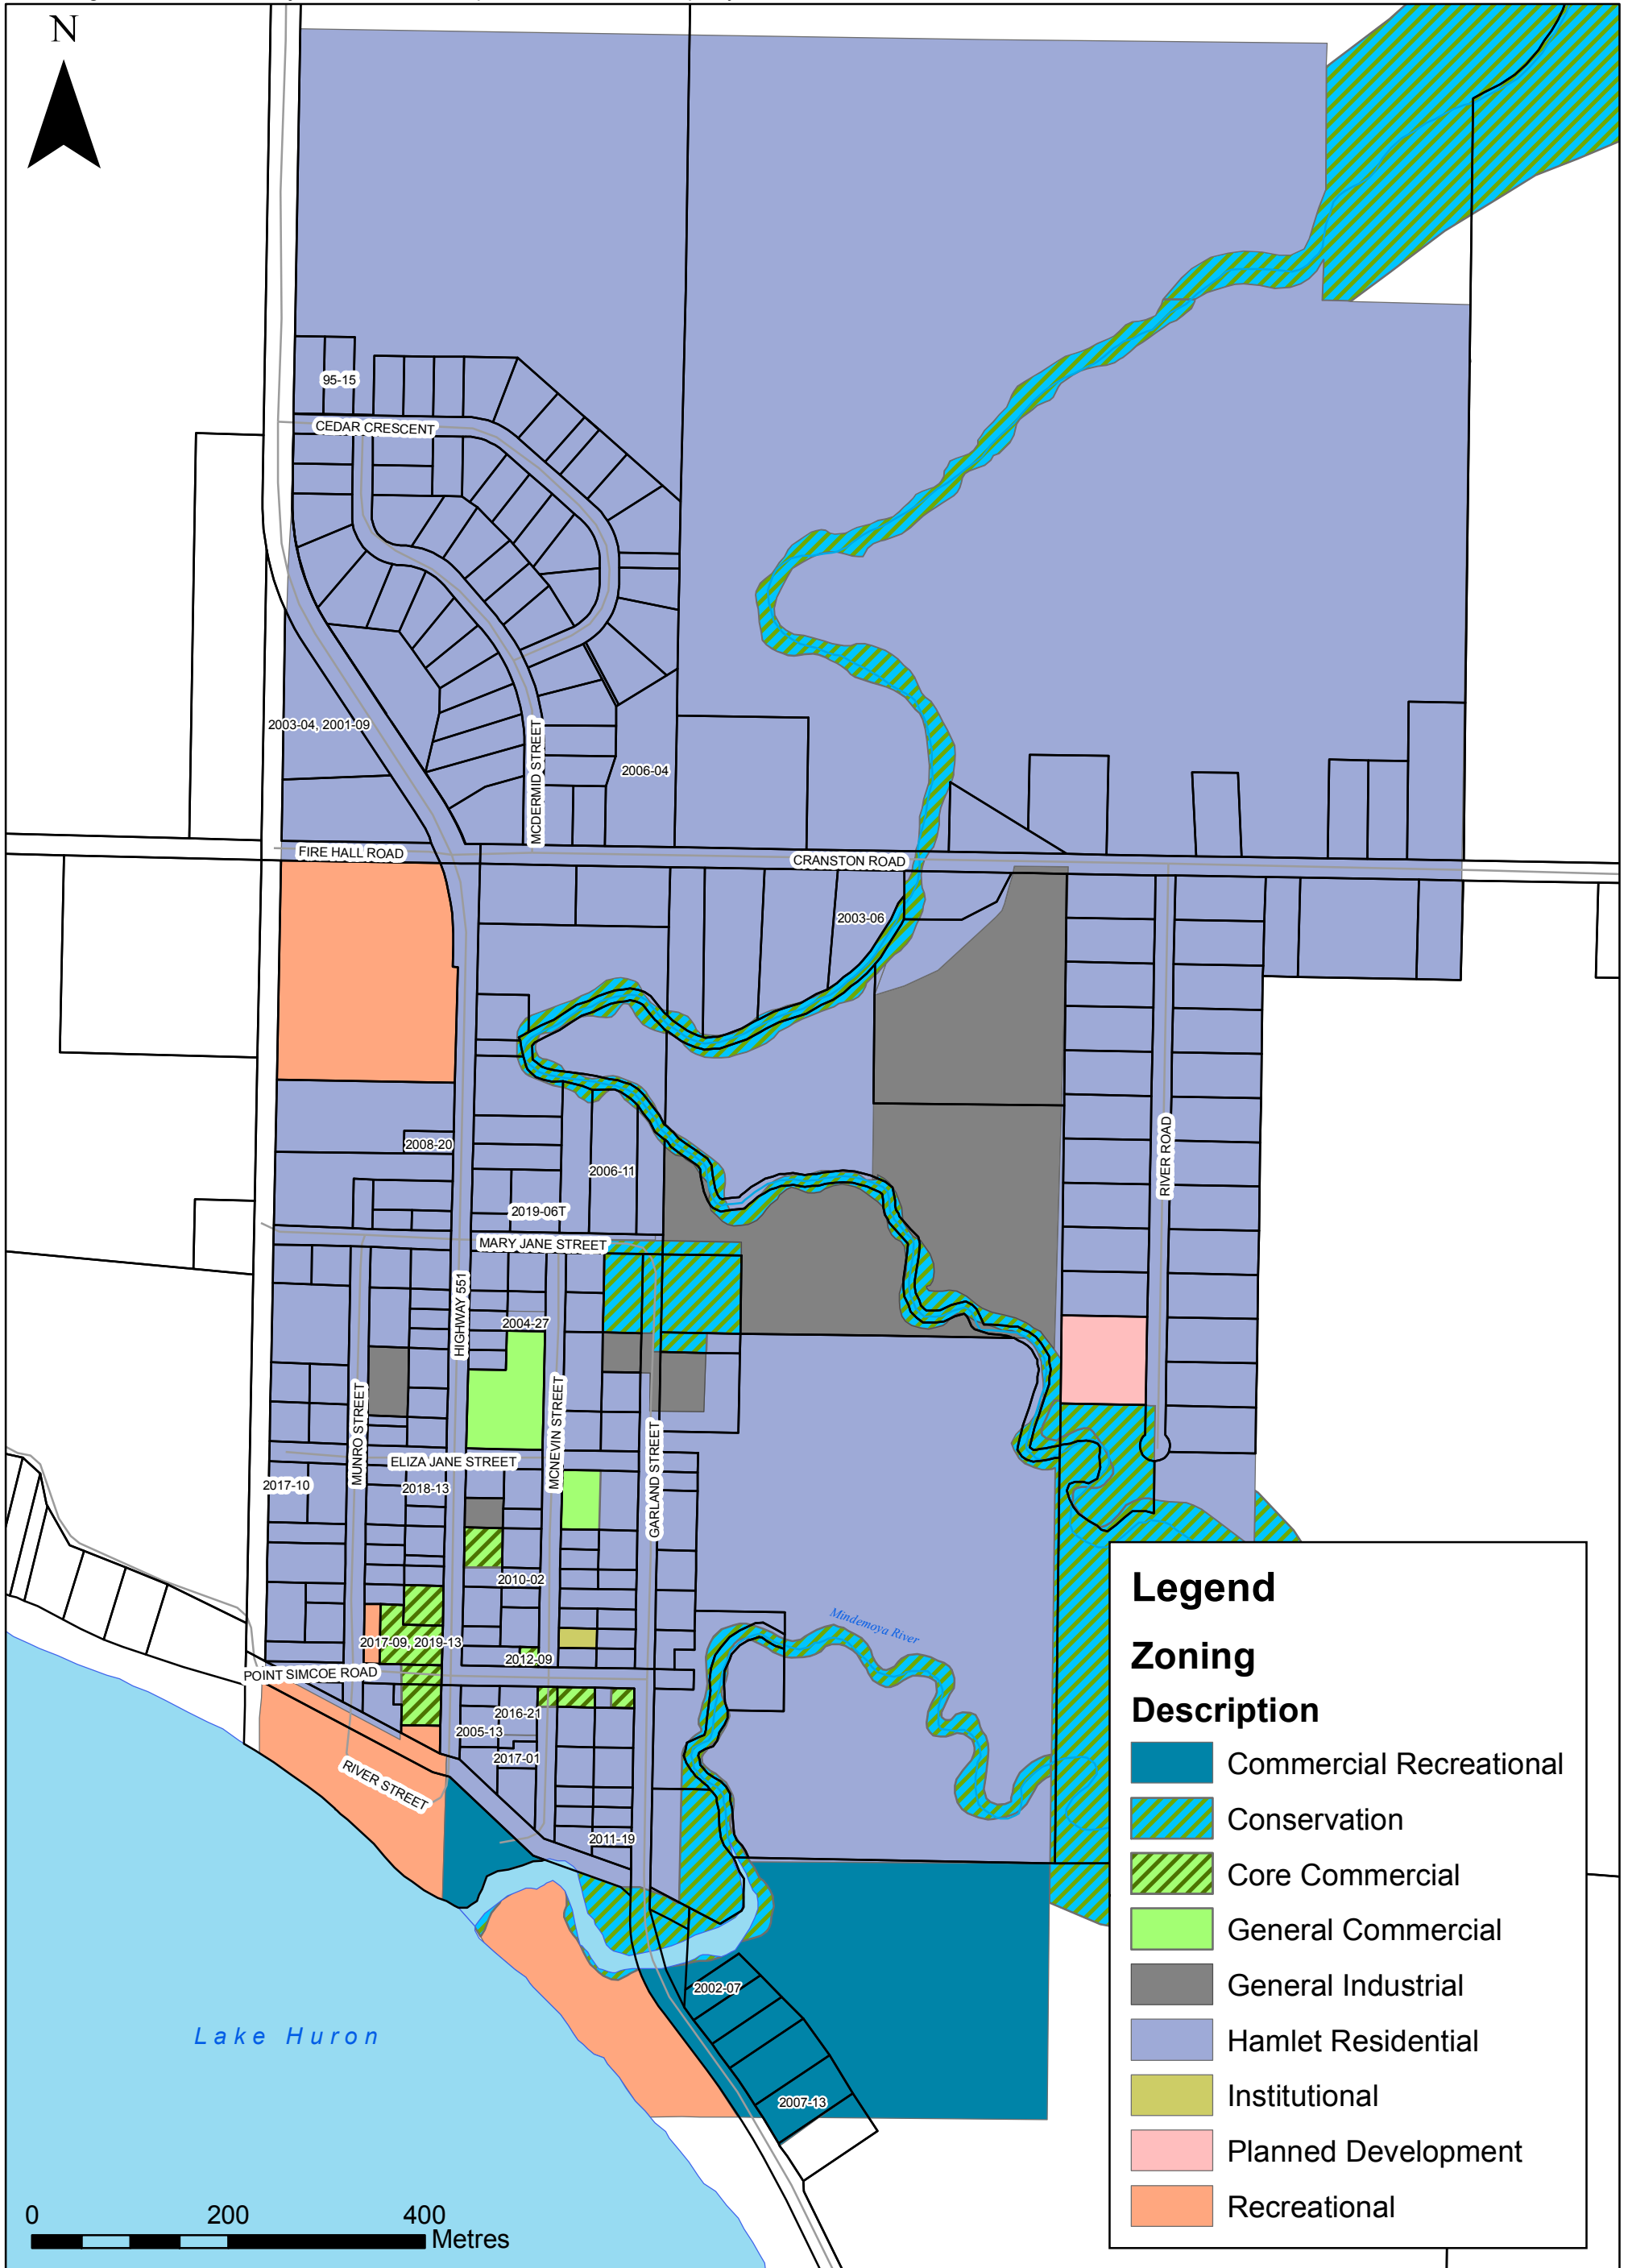 N
95-15
CEDAR CRESCENT
2003-04, 2001-09
MCDERMID STREET
2006-04
FIRE HALL ROAD
CRANSTON ROAD
2003-06
2008-20
2006-11
RIVER ROAD
2019-06T
MARY JANE STREET
HIGHWAY 551
2004-27
MUNRO STREET
MCNEVIN STREET
GARLAND STREET
ELIZA JANE STREET
2017-10
2018-13
2010-02
Mindemoya River
2017-09, 2019-13
2012-09
POINT SIMCOE ROAD
2016-21
2005-13
2017-01
RIVER STREET
2011-19
2002-07
2007-13
Lake Huron
0 200 400
Metres
Legend
Zoning
Description
Commercial Recreational
Conservation
Core Commercial
General Commercial
General Industrial
Hamlet Residential
Institutional
Planned Development
Recreational